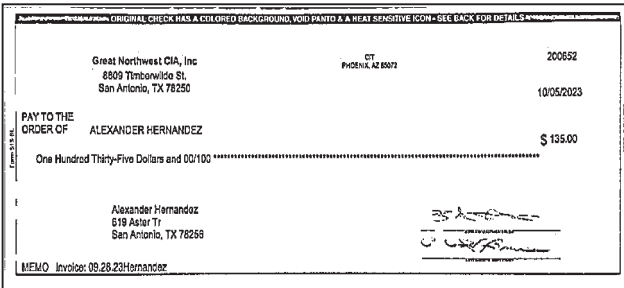 ORIGINAL CHECK HAS A COLORED BACKGROUND, VOID PANTO & A HEAT SENSITIVE ICON - SEE BACK FOR DETAILS
Great Northwest CIA, Inc
8809 Timberwilde St.
San Antonio, TX 78250
CIT
PHOENIX, AZ 85072
200652
10/05/2023
PAY TO THE
ORDER OF ALEXANDER HERNANDEZ
$ 135.00
One Hundred Thirty-Five Dollars and 00/100 ****************************************
Alexander Hernandez
619 Aster Tr
San Antonio, TX 78256
MEMO Invoice: 09.28.23Hernandez